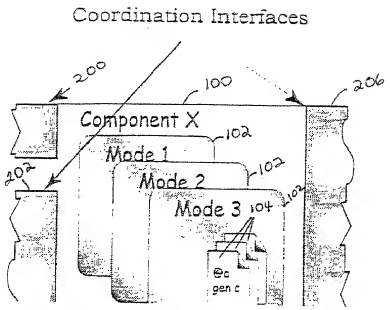 Coordination Interfaces
200
100
206
Component X
102
Mode 1
102
202
Mode 2
102
Mode 3
104
@c
gen c